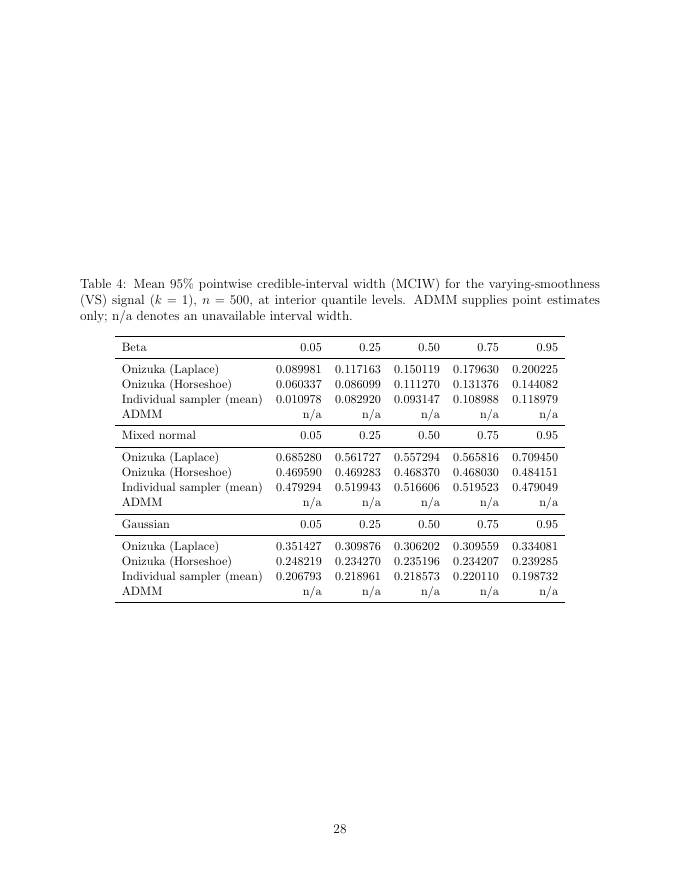 Table 4: Mean 95% pointwise credible-interval width (MCIW) for the varying-smoothness
(VS) signal (k = 1), n = 500, at interior quantile levels. ADMM supplies point estimates
only; n/a denotes an unavailable interval width.
Beta 0.05 0.25 0.50 0.75 0.95
Onizuka (Laplace) 0.089981 0.117163 0.150119 0.179630 0.200225
Onizuka (Horseshoe) 0.060337 0.086099 0.111270 0.131376 0.144082
Individual sampler (mean) 0.010978 0.082920 0.093147 0.108988 0.118979
ADMM n/a n/a n/a n/a n/a
Mixed normal 0.05 0.25 0.50 0.75 0.95
Onizuka (Laplace) 0.685280 0.561727 0.557294 0.565816 0.709450
Onizuka (Horseshoe) 0.469590 0.469283 0.468370 0.468030 0.484151
Individual sampler (mean) 0.479294 0.519943 0.516606 0.519523 0.479049
ADMM n/a n/a n/a n/a n/a
Gaussian 0.05 0.25 0.50 0.75 0.95
Onizuka (Laplace) 0.351427 0.309876 0.306202 0.309559 0.334081
Onizuka (Horseshoe) 0.248219 0.234270 0.235196 0.234207 0.239285
Individual sampler (mean) 0.206793 0.218961 0.218573 0.220110 0.198732
ADMM n/a n/a n/a n/a n/a
28